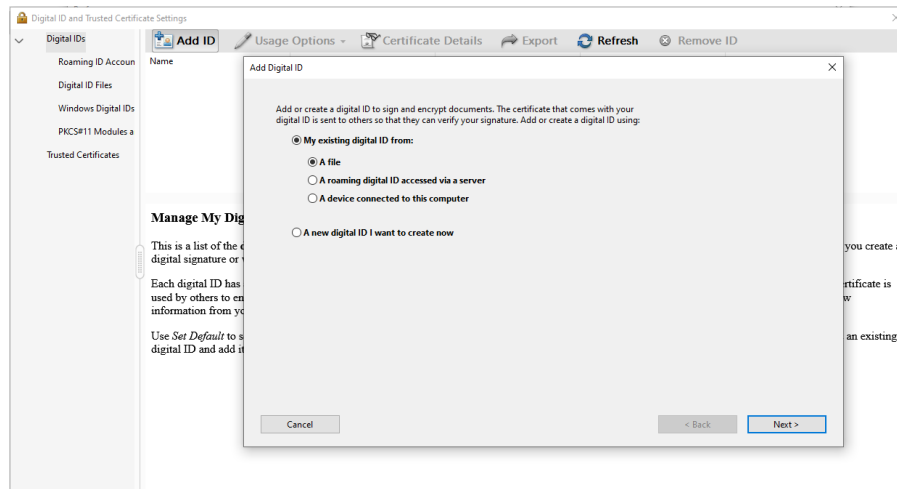 Digital ID and Trusted Certificate Settings
Digital IDs
Roaming ID Accoun
Digital ID Files
Windows Digital IDs
PKCS#11 Modules a
Trusted Certificates
Add ID Usage Options Certificate Details Export Refresh Remove ID
Name
Add Digital ID
Add or create a digital ID to sign and encrypt documents. The certificate that comes with your
digital ID is sent to others so that they can verify your signature. Add or create a digital ID using:
My existing digital ID from:
A file
A roaming digital ID accessed via a server
A device connected to this computer
A new digital ID I want to create now
Cancel
< Back
Next >
Manage My Dig
This is a list of the you create
digital signature or
Each digital ID has rtificate is
used by others to en w
information from yo
Use Set Default to s an existing
digital ID and add it